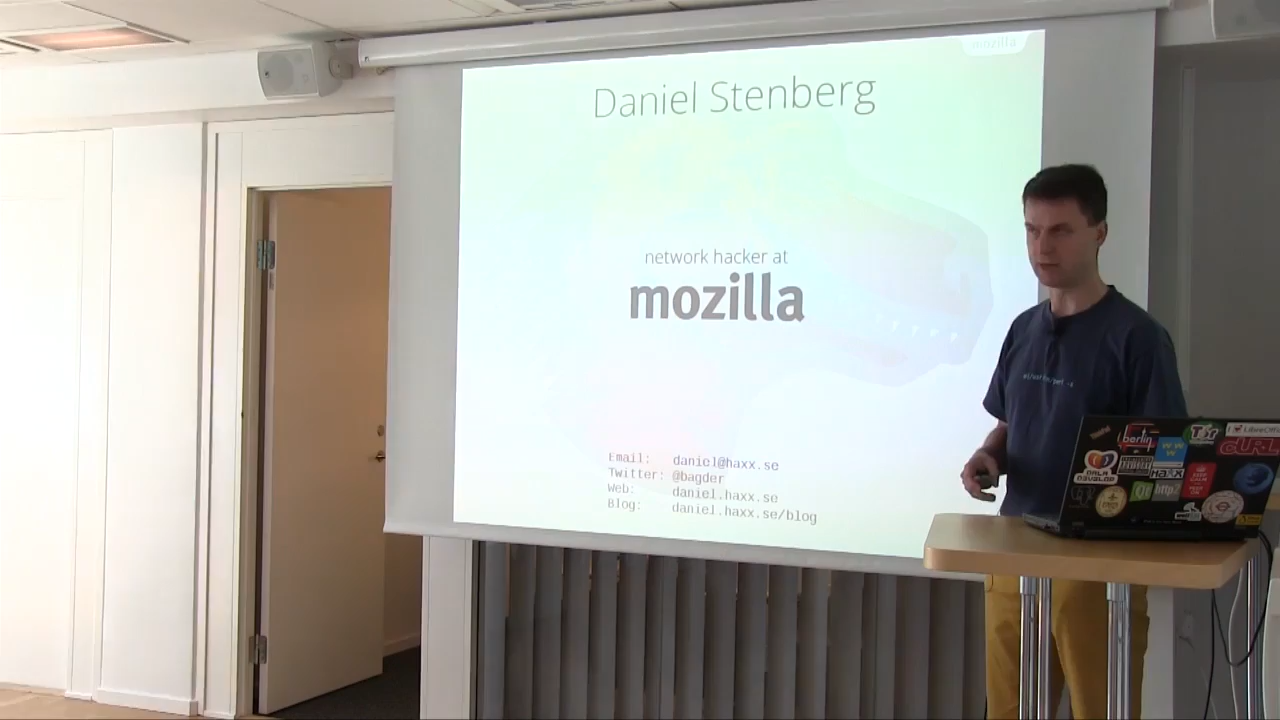 mozilla
Daniel Stenberg
network hacker at
mozilla
Email: daniel@haxx.se
Twitter: @bagder
Web: daniel.haxx.se
Blog: daniel.haxx.se/blog
berlin
Tor
CURL
HAXX
http2